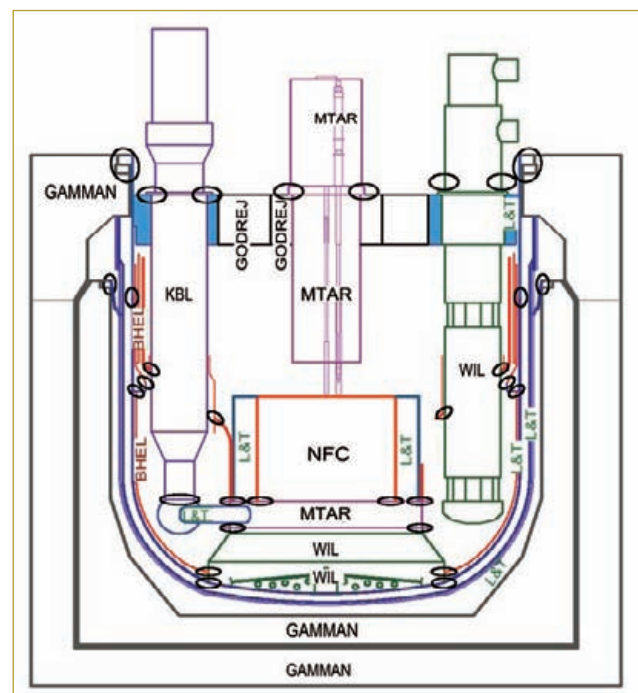 MTAR
GAMMAN
L&T
GODREJ
GODREJ
KBL
MTAR
BHEL
WIL
L&T
L&T
NFC
L&T
L&T
BHEL
L&T
MTAR
WIL
WIL
L&T
GAMMAN
GAMMAN